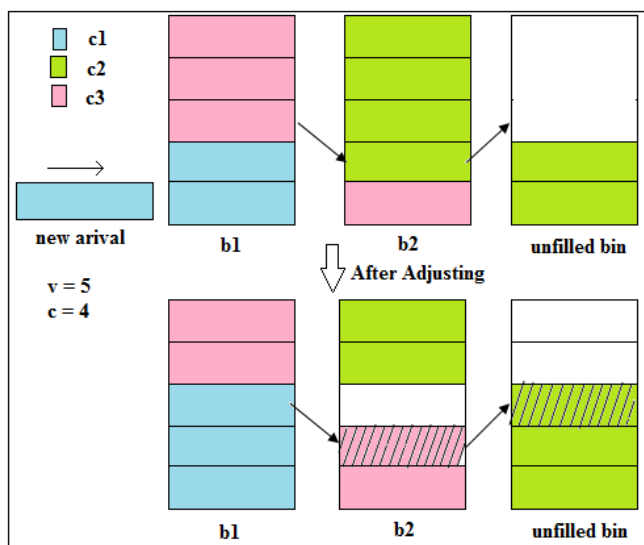 c1
c2
c3
new arival
b1
b2
unfilled bin
After Adjusting
v = 5
c = 4
b1
b2
unfilled bin